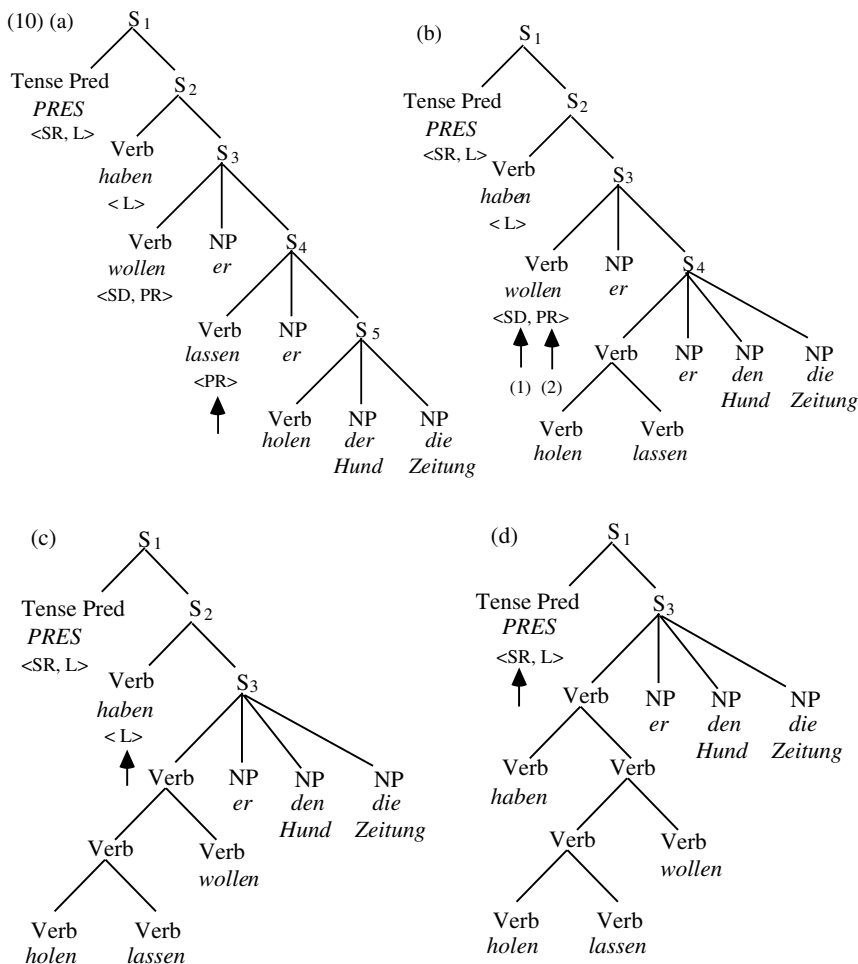 (10) (a) S1
Tense Pred S2
PRES
<SR, L>
Verb S3
haben
< L>
Verb NP S4
wollen er
<SD, PR>
Verb NP S5
lassen er
<PR>
Verb NP NP
holen der die
Hund Zeitung
(b) S1
Tense Pred S2
PRES
<SR, L>
Verb S3
haben
< L>
Verb NP S4
wollen er
<SD, PR>
(1) (2)
Verb NP NP NP
er den die
Hund Zeitung
Verb Verb
holen lassen
(c) S1
Tense Pred S2
PRES
<SR, L>
Verb S3
haben
< L>
Verb NP NP NP
er den die
Hund Zeitung
Verb Verb
wollen
Verb Verb
holen lassen
(d) S1
Tense Pred S3
PRES
<SR, L>
Verb NP NP NP
er den die
Hund Zeitung
Verb Verb
haben
Verb Verb
wollen
Verb Verb
holen lassen